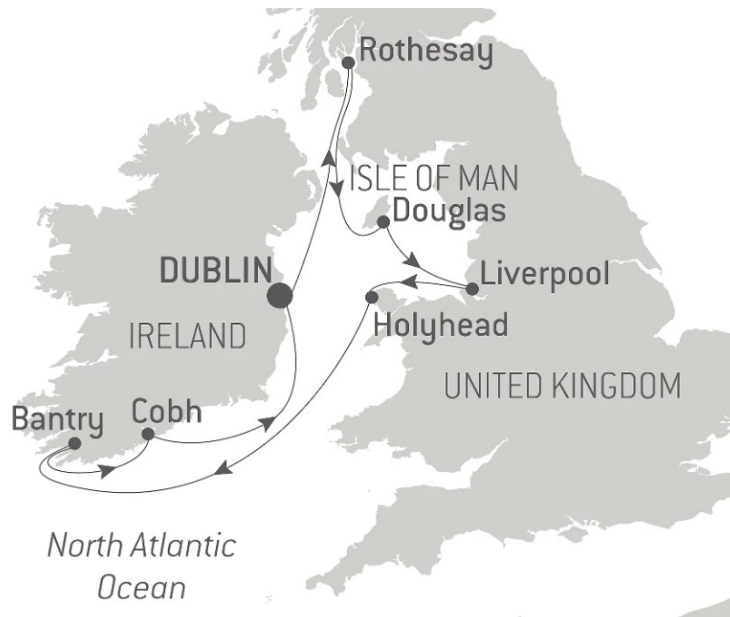 Rothesay
ISLE OF MAN
Douglas
DUBLIN
Liverpool
Holyhead
IRELAND
UNITED KINGDOM
Bantry
Cobh
North Atlantic
Ocean